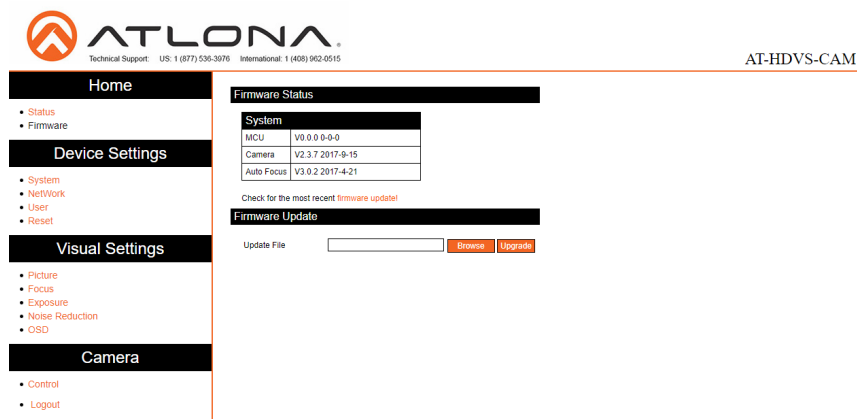 ATLONA.
Technical Support: US: 1 (877) 536-3976 International: 1 (408) 962-0515
AT-HDVS-CAM
Home
Status
Firmware
Device Settings
System
NetWork
User
Reset
Visual Settings
Picture
Focus
Exposure
Noise Reduction
OSD
Camera
Control
Logout
Firmware Status
System
MCU V0.0.0 0-0-0
Camera V2.3.7 2017-9-15
Auto Focus V3.0.2 2017-4-21
Check for the most recent firmware update!
Firmware Update
Update File Browse Upgrade